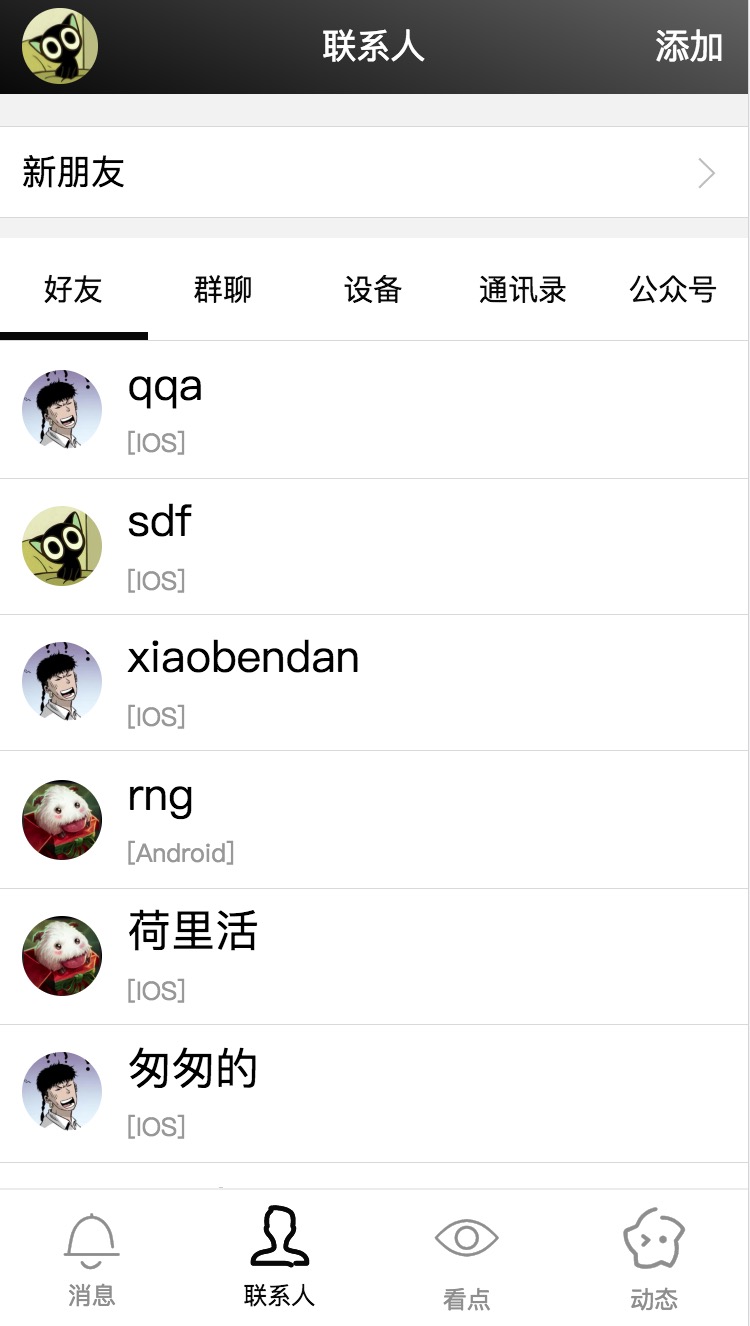 联系人 添加
新朋友
好友 群聊 设备 通讯录 公众号
qqa
[IOS]
sdf
[IOS]
xiaobendan
[IOS]
rng
[Android]
荷里活
[IOS]
匆匆的
[IOS]
消息 联系人 看点 动态